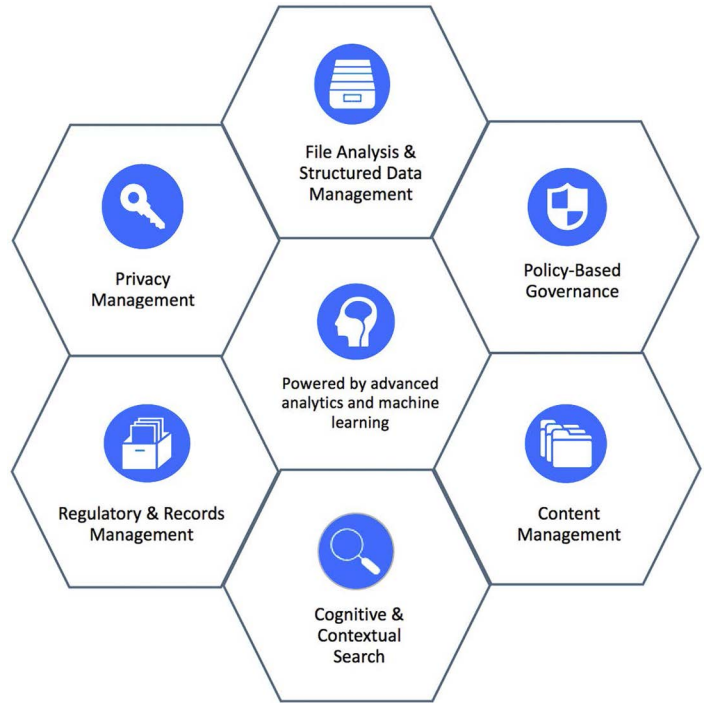 File Analysis &
Structured Data
Management
Privacy
Management
Policy-Based
Governance
Powered by advanced
analytics and machine
learning
Regulatory & Records
Management
Content
Management
Cognitive &
Contextual
Search